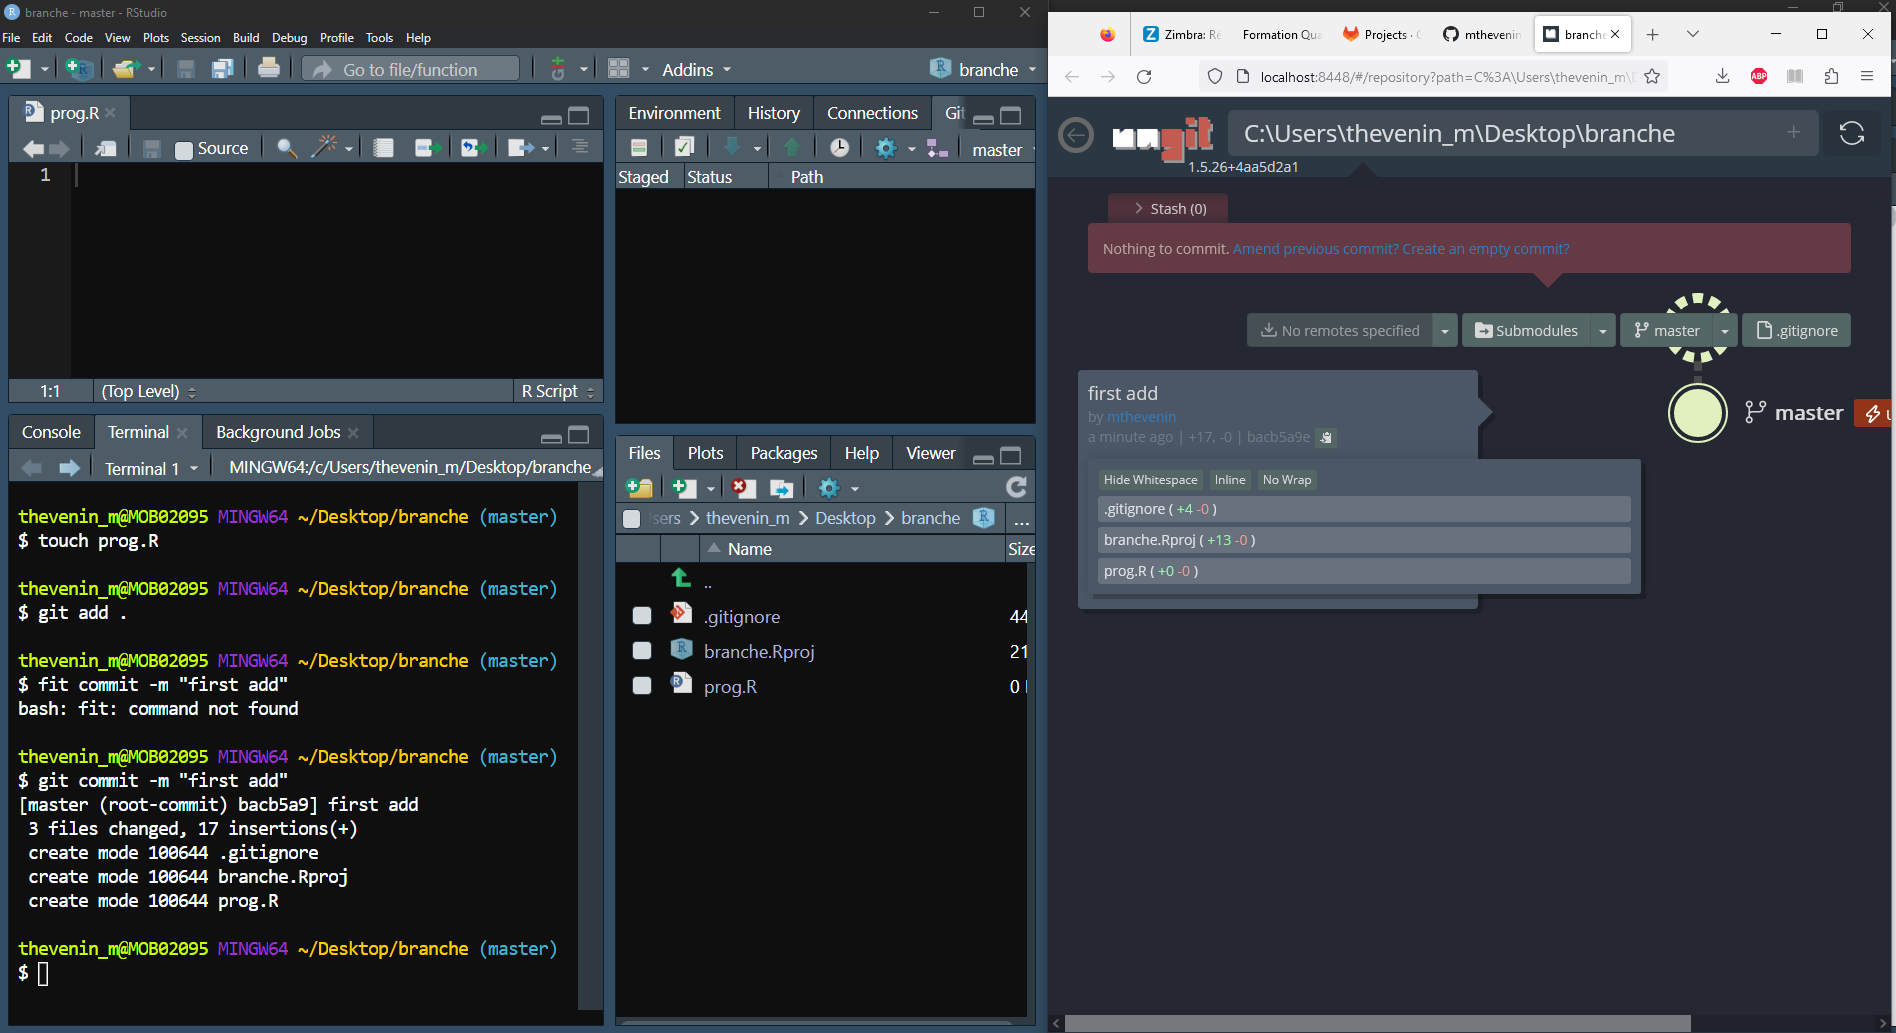 branche - master - RStudio
File Edit Code View Plots Session Build Debug Profile Tools Help
Go to file/function
Addins
branche
prog.R
Source
1
1:1
(Top Level)
R Script
Console
Terminal
Background Jobs
Terminal 1
MINGW64:/c/Users/thevenin_m/Desktop/branche
thevenin_m@MOB02095 MINGW64 ~/Desktop/branche (master)
$ touch prog.R
thevenin_m@MOB02095 MINGW64 ~/Desktop/branche (master)
$ git add .
thevenin_m@MOB02095 MINGW64 ~/Desktop/branche (master)
$ fit commit -m "first add"
bash: fit: command not found
thevenin_m@MOB02095 MINGW64 ~/Desktop/branche (master)
$ git commit -m "first add"
[master (root-commit) bacb5a9] first add
3 files changed, 17 insertions(+)
create mode 100644 .gitignore
create mode 100644 branche.Rproj
create mode 100644 prog.R
thevenin_m@MOB02095 MINGW64 ~/Desktop/branche (master)
$
Environment
History
Connections
Git
master
Staged
Status
Path
Files
Plots
Packages
Help
Viewer
sers
thevenin_m
Desktop
branche
...
Name
Size
..
.gitignore
44
branche.Rproj
21
prog.R
0
Zimbra: Ré
Formation Qua
Projects ·
mthevenin
branche
localhost:8448/#/repository?path=C%3A\Users\thevenin_m\
ABP
ungit
1.5.26+4aa5d2a1
C:\Users\thevenin_m\Desktop\branche
Stash (0)
Nothing to commit. Amend previous commit? Create an empty commit?
No remotes specified
Submodules
master
.gitignore
first add
by mthevenin
a minute ago | +17, -0 | bacb5a9e
master
Hide Whitespace
Inline
No Wrap
.gitignore ( +4 -0 )
branche.Rproj ( +13 -0 )
prog.R ( +0 -0 )